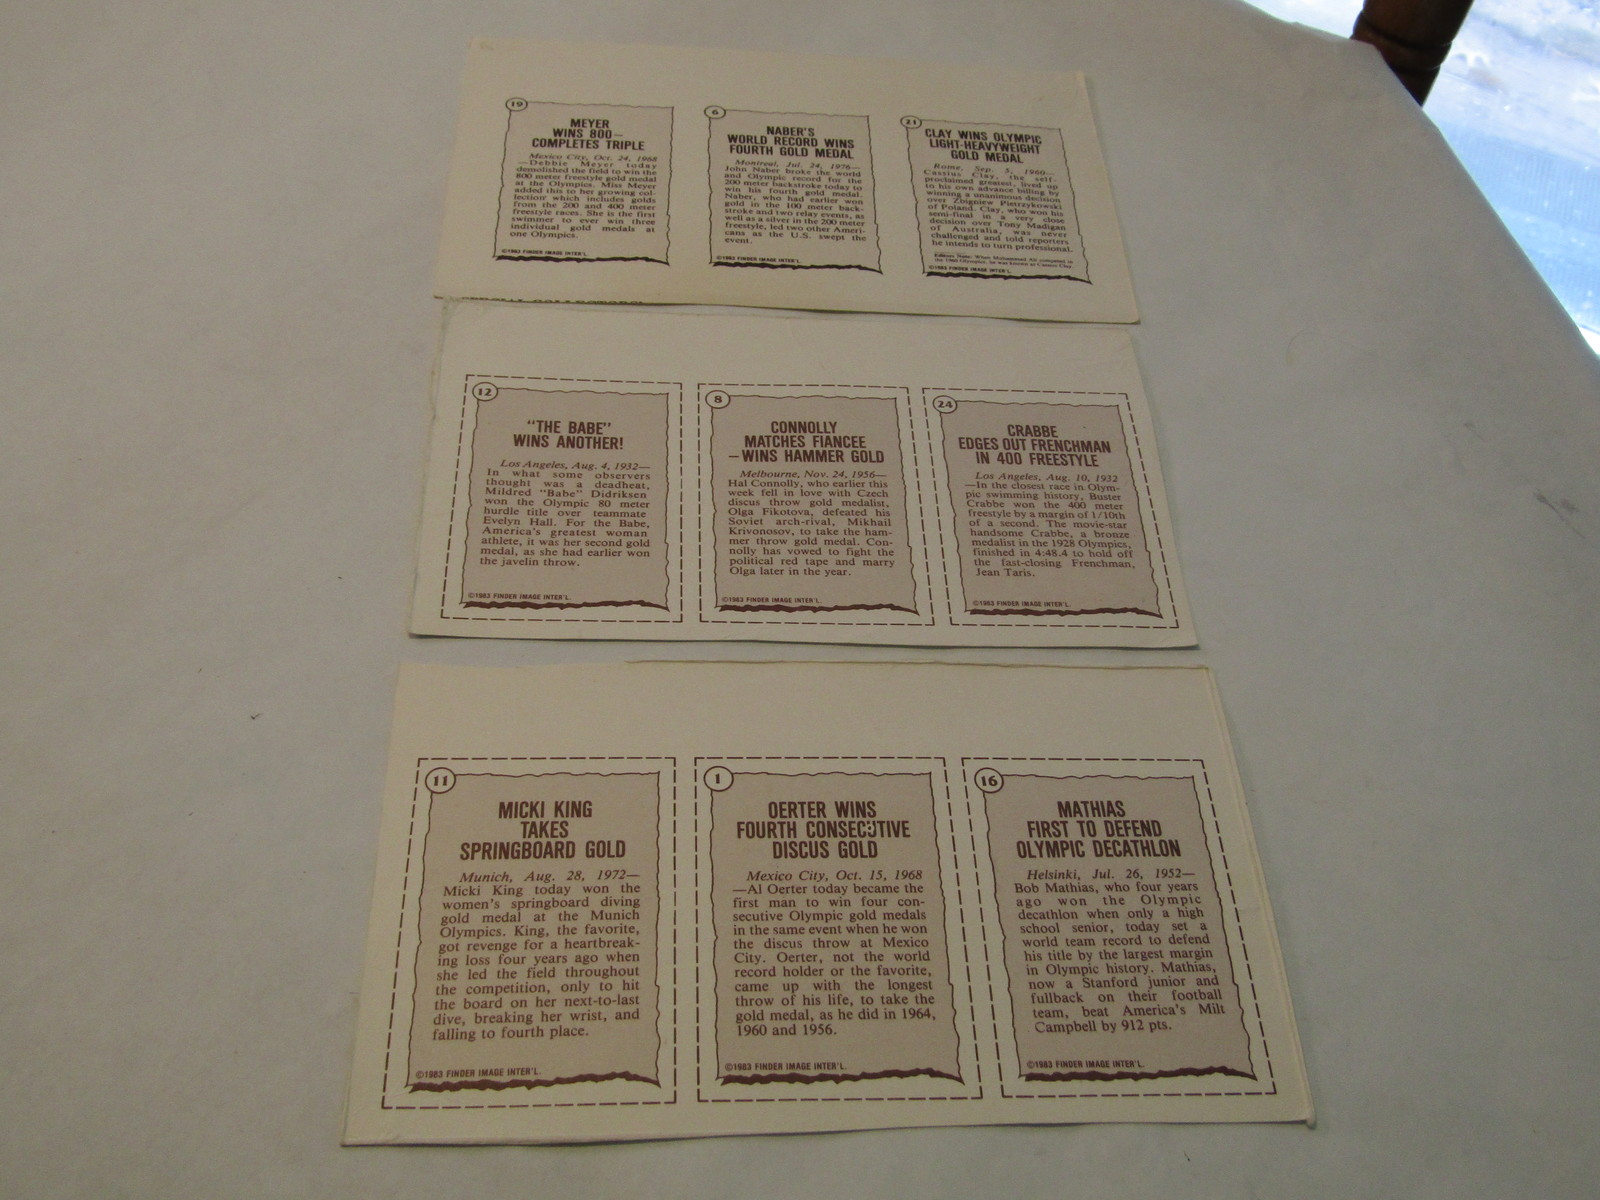 19
MEYER
WINS 800–
COMPLETES TRIPLE
Mexico City, Oct. 24, 1968
—Debbie Meyer today
demolished the field to win the
800 meter freestyle gold medal
at the Olympics. Miss Meyer
added this to her growing col-
lection which includes golds
from the 200 and 400 meter
freestyle races. She is the first
swimmer to ever win three
individual gold medals at
one Olympics.
©1983 FINDER IMAGE INTER'L.
6
NABER'S
WORLD RECORD WINS
FOURTH GOLD MEDAL
Montreal, Jul. 24, 1976—
John Naber broke the world
and Olympic record for the
200 meter backstroke today to
win his fourth gold medal.
Naber, who had earlier won
gold in the 100 meter back-
stroke and two relay events, as
well as a silver in the 200 meter
freestyle, led two other Ameri-
cans as the U.S. swept the
event.
©1983 FINDER IMAGE INTER'L.
21
CLAY WINS OLYMPIC
LIGHT-HEAVYWEIGHT
GOLD MEDAL
Rome, Sep. 5, 1960—
Cassius Clay, the self-
proclaimed greatest, lived up
to his own advance billing by
winning a unanimous decision
over Zbigniew Pietrzykowski
of Poland. Clay, who won his
semi-final in a very close
decision over Tony Madigan
of Australia, was never
challenged and told reporters
he intends to turn professional.
Editors Note: When Muhammad Ali competed in
the 1960 Olympics, he was known as Cassius Clay.
©1983 FINDER IMAGE INTER'L.
12
"THE BABE"
WINS ANOTHER!
Los Angeles, Aug. 4, 1932—
In what some observers
thought was a deadheat,
Mildred "Babe" Didriksen
won the Olympic 80 meter
hurdle title over teammate
Evelyn Hall. For the Babe,
America's greatest woman
athlete, it was her second gold
medal, as she had earlier won
the javelin throw.
©1983 FINDER IMAGE INTER'L.
8
CONNOLLY
MATCHES FIANCEE
–WINS HAMMER GOLD
Melbourne, Nov. 24, 1956—
Hal Connolly, who earlier this
week fell in love with Czech
discus throw gold medalist,
Olga Fikotova, defeated his
Soviet arch-rival, Mikhail
Krivonosov, to take the ham-
mer throw gold medal. Con-
nolly has vowed to fight the
political red tape and marry
Olga later in the year.
©1983 FINDER IMAGE INTER'L.
24
CRABBE
EDGES OUT FRENCHMAN
IN 400 FREESTYLE
Los Angeles, Aug. 10, 1932
—In the closest race in Olym-
pic swimming history, Buster
Crabbe won the 400 meter
freestyle by a margin of 1/10th
of a second. The movie-star
handsome Crabbe, a bronze
medalist in the 1928 Olympics,
finished in 4:48.4 to hold off
the fast-closing Frenchman,
Jean Taris.
©1983 FINDER IMAGE INTER'L.
11
MICKI KING
TAKES
SPRINGBOARD GOLD
Munich, Aug. 28, 1972—
Micki King today won the
women's springboard diving
gold medal at the Munich
Olympics. King, the favorite,
got revenge for a heartbreak-
ing loss four years ago when
she led the field throughout
the competition, only to hit
the board on her next-to-last
dive, breaking her wrist, and
falling to fourth place.
©1983 FINDER IMAGE INTER'L.
1
OERTER WINS
FOURTH CONSECUTIVE
DISCUS GOLD
Mexico City, Oct. 15, 1968
—Al Oerter today became the
first man to win four con-
secutive Olympic gold medals
in the same event when he won
the discus throw at Mexico
City. Oerter, not the world
record holder or the favorite,
came up with the longest
throw of his life, to take the
gold medal, as he did in 1964,
1960 and 1956.
©1983 FINDER IMAGE INTER'L.
16
MATHIAS
FIRST TO DEFEND
OLYMPIC DECATHLON
Helsinki, Jul. 26, 1952—
Bob Mathias, who four years
ago won the Olympic
decathlon when only a high
school senior, today set a
world team record to defend
his title by the largest margin
in Olympic history. Mathias,
now a Stanford junior and
fullback on their football
team, beat America's Milt
Campbell by 912 pts.
©1983 FINDER IMAGE INTER'L.